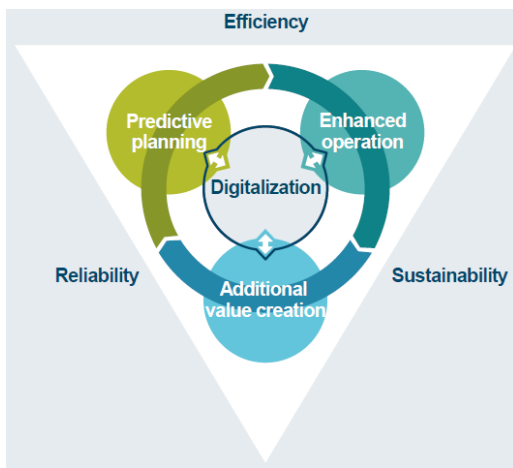 Efficiency
Predictive
planning
Enhanced
operation
Digitalization
Reliability
Sustainability
Additional
value creation